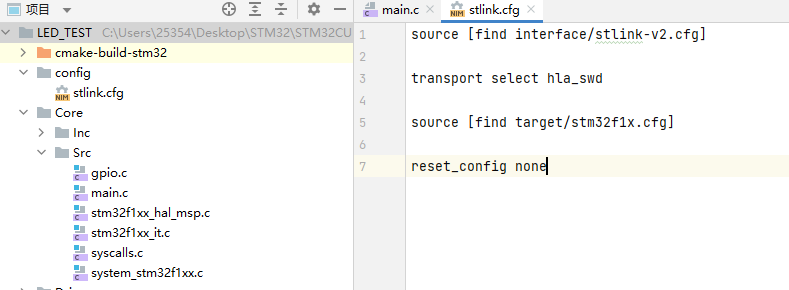 项目
LED_TEST C:\Users\25354\Desktop\STM32\STM32CU
cmake-build-stm32
config
stlink.cfg
Core
Inc
Src
gpio.c
main.c
stm32f1xx_hal_msp.c
stm32f1xx_it.c
syscalls.c
system_stm32f1xx.c
main.c
stlink.cfg
1 source [find interface/stlink-v2.cfg]
2
3 transport select hla_swd
4
5 source [find target/stm32f1x.cfg]
6
7 reset_config none